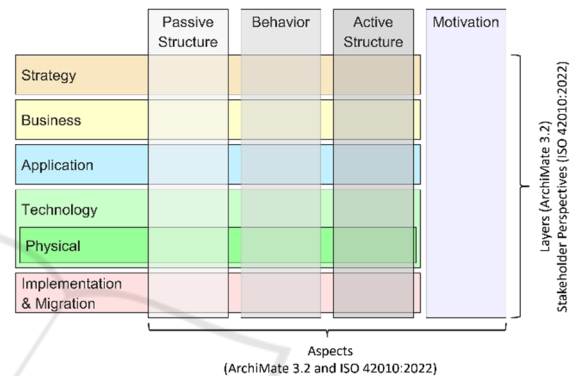 Passive
Structure
Behavior
Active
Structure
Motivation
Strategy
Business
Application
Technology
Physical
Implementation
& Migration
Layers (ArchiMate 3.2)
Stakeholder Perspectives (ISO 42010:2022)
Aspects
(ArchiMate 3.2 and ISO 42010:2022)